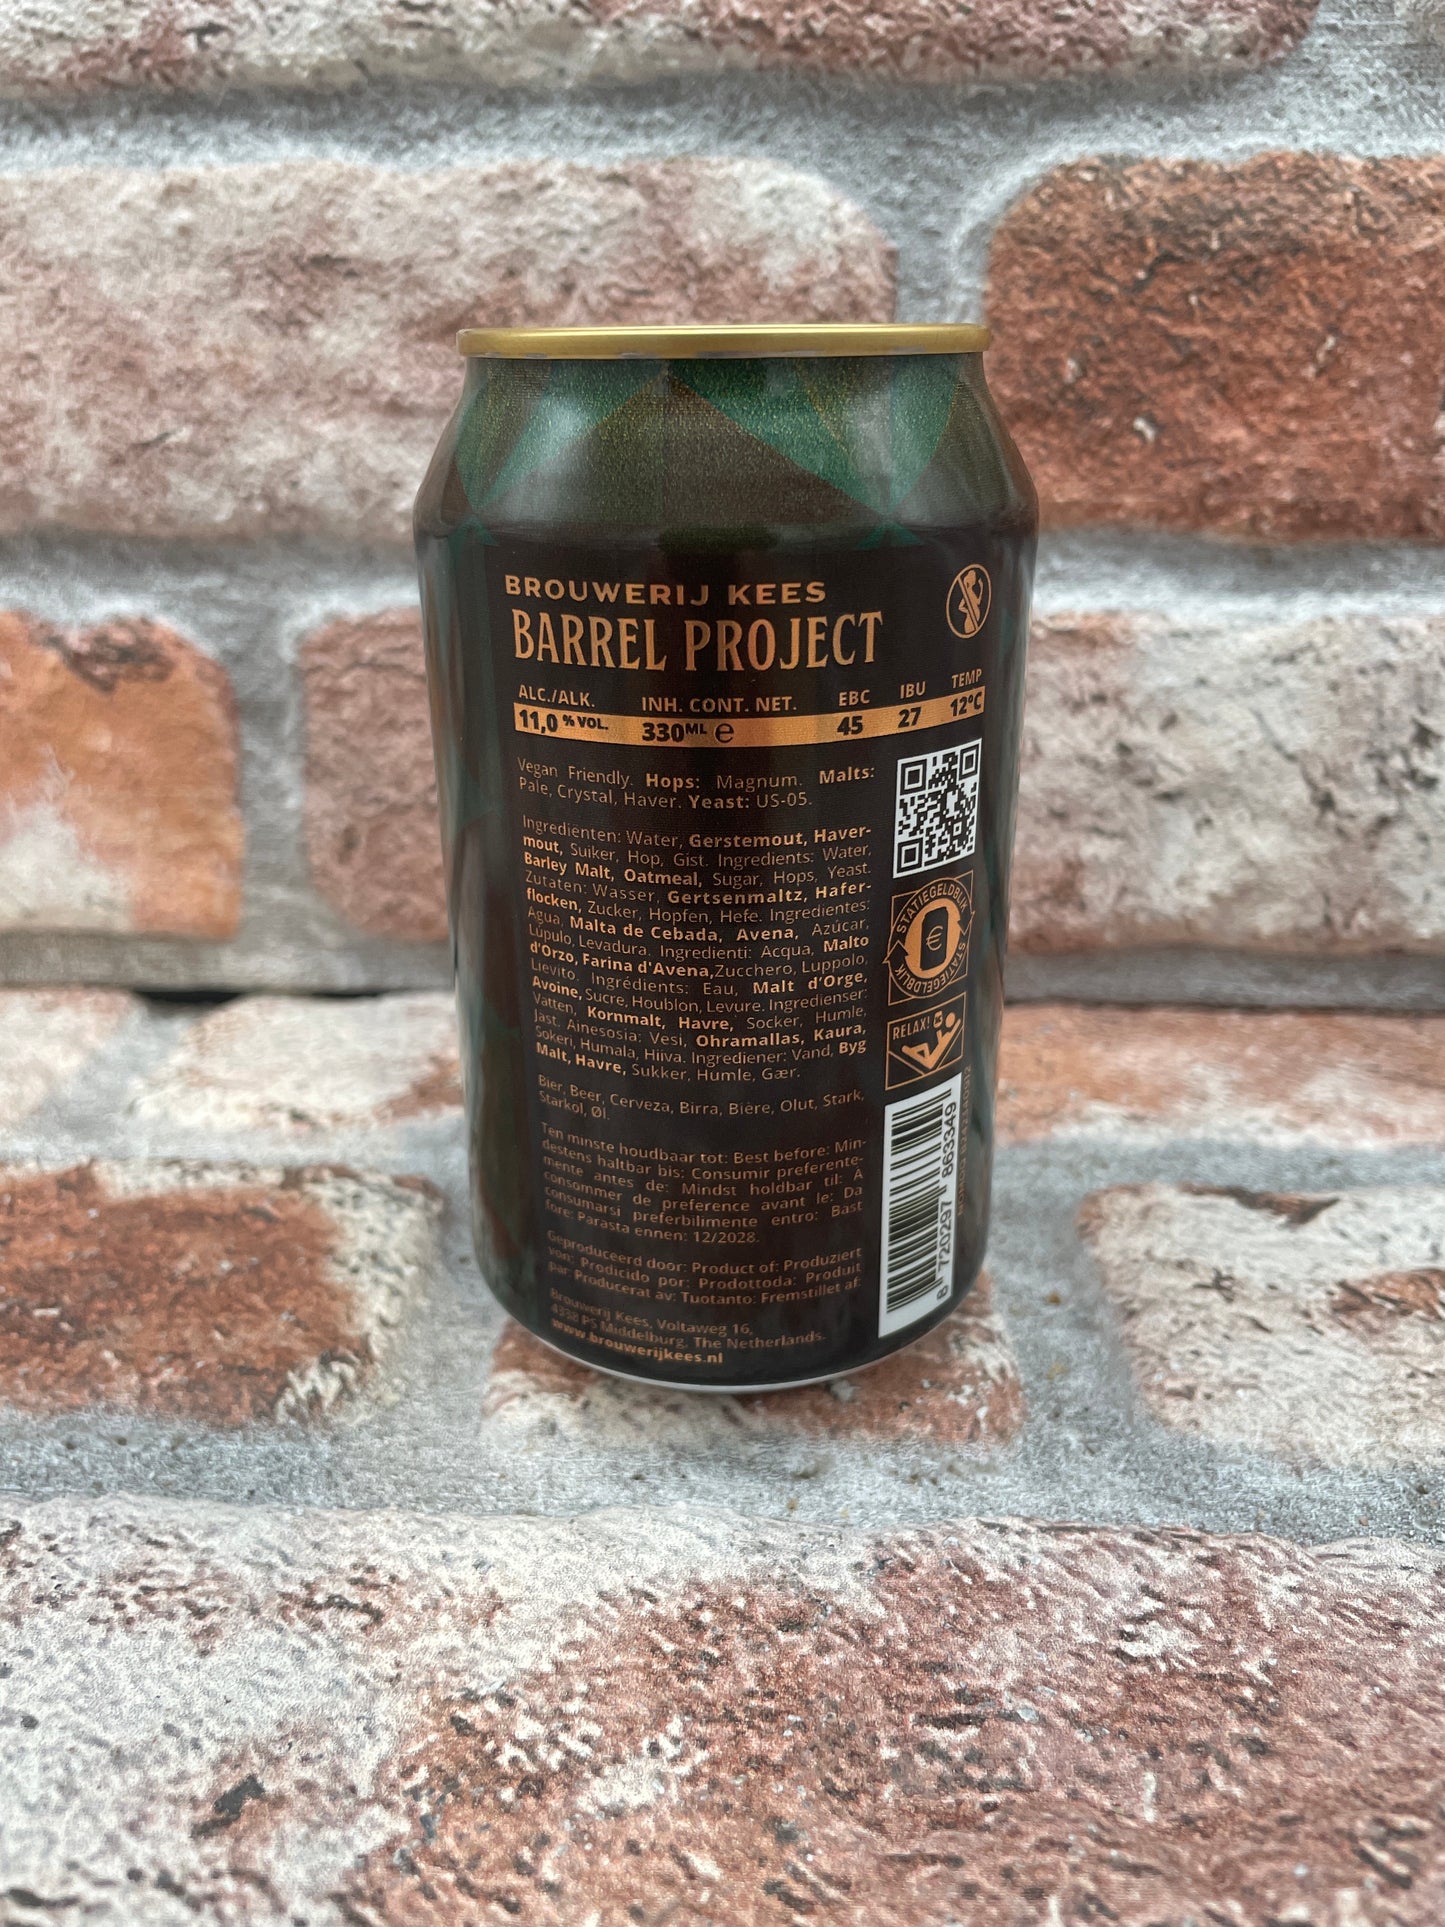 BROUWERIJ KEES
BARREL PROJECT
ALC./ALK. INH. CONT. NET. EBC IBU TEMP
11,0 % VOL. 330ML e 45 27 12°C
Vegan Friendly. Hops: Magnum. Malts:
Pale, Crystal, Haver. Yeast: US-05.
Ingrediënten: Water, Gerstemout, Haver-
mout, Suiker, Hop, Gist. Ingredients: Water,
Barley Malt, Oatmeal, Sugar, Hops, Yeast.
Zutaten: Wasser, Gertsenmaltz, Hafer-
flocken, Zucker, Hopfen, Hefe. Ingredientes:
Agua, Malta de Cebada, Avena, Azúcar,
Lúpulo, Levadura. Ingredienti: Acqua, Malto
d'Orzo, Farina d'Avena,Zucchero, Luppolo,
Lievito. Ingrédients: Eau, Malt d'Orge,
Avoine, Sucre, Houblon, Levure. Ingredienser:
Vatten, Kornmalt, Havre, Socker, Humle,
Jäst. Ainesosia: Vesi, Ohramallas, Kaura,
Sokeri, Humala, Hiiva. Ingrediener: Vand, Byg
Malt, Havre, Sukker, Humle, Gær.
Bier, Beer, Cerveza, Birra, Bière, Olut, Stark,
Starköl, Øl.
Ten minste houdbaar tot: Best before: Min-
destens haltbar bis: Consumir preferente-
mente antes de: Mindst holdbar til: À
consommer de preference avant le: Da
consumarsi preferbilimente entro: Bäst
före: Parasta ennen: 12/2028.
Geproduceerd door: Product of: Produziert
von: Prodicido por: Prodottoda: Produit
par Producerat av: Tuotanto: Fremstillet af:
Brouwerij Kees, Voltaweg 16,
4338 PS Middelburg, The Netherlands.
www.brouwerijkees.nl
STATIEGELDBLIK
€
STATIEGELDBLIK
RELAX!
8 720297 863349